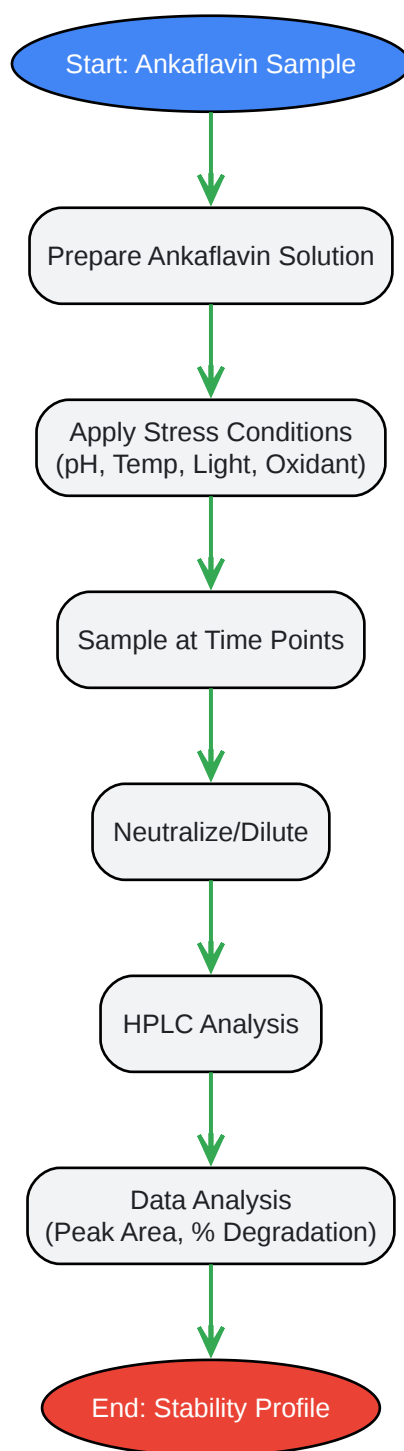 Start: Ankaflavin Sample
Prepare Ankaflavin Solution
Apply Stress Conditions
(pH, Temp, Light, Oxidant)
Sample at Time Points
Neutralize/Dilute
HPLC Analysis
Data Analysis
(Peak Area, % Degradation)
End: Stability Profile